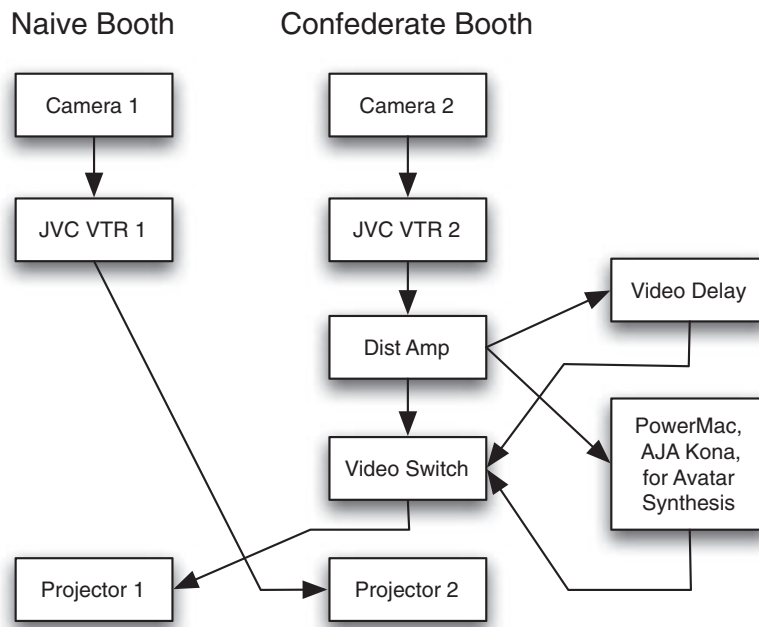 Naive Booth
Confederate Booth
Camera 1
Camera 2
JVC VTR 1
JVC VTR 2
Video Delay
Dist Amp
PowerMac,
AJA Kona,
for Avatar
Synthesis
Video Switch
Projector 1
Projector 2